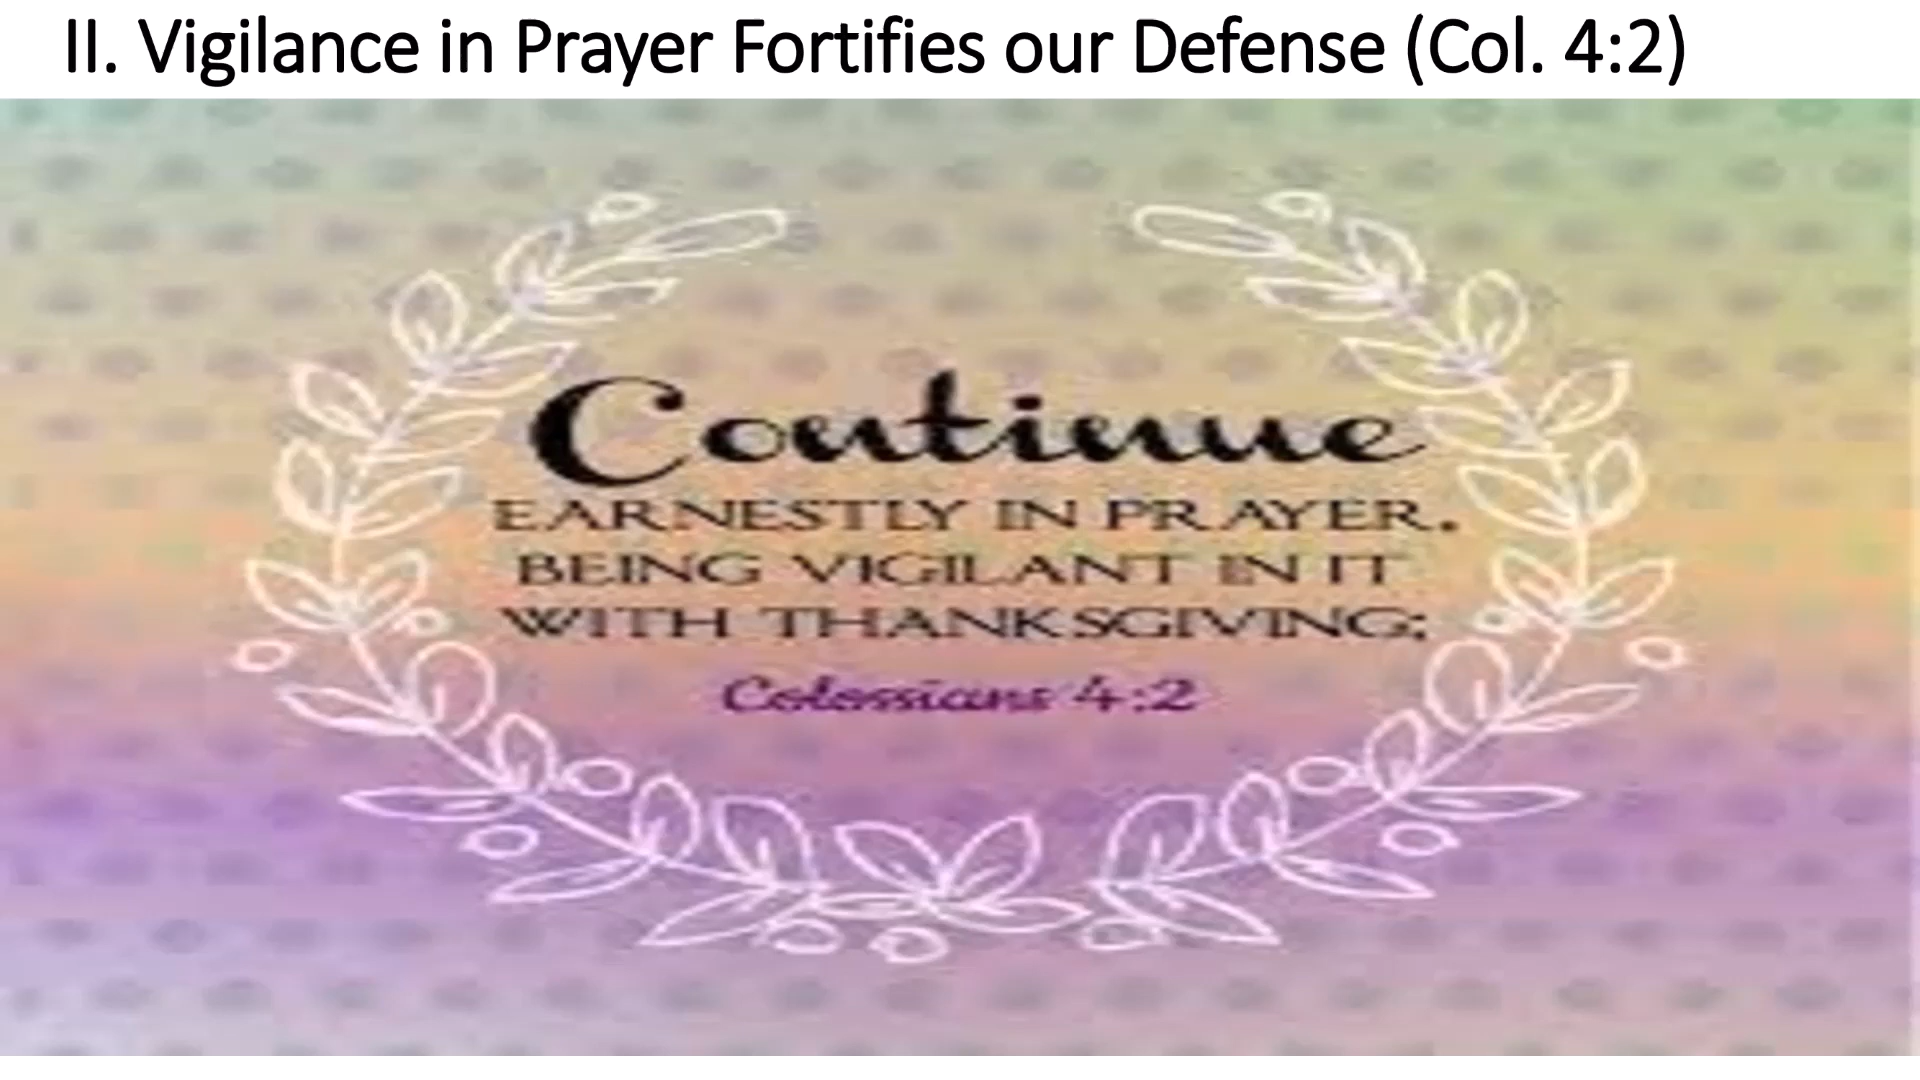 II. Vigilance in Prayer Fortifies our Defense (Col. 4:2)
Continue
EARNESTLY IN PRAYER.
BEING VIGILANT IN IT
WITH THANKSGIVING;
Colossians 4:2